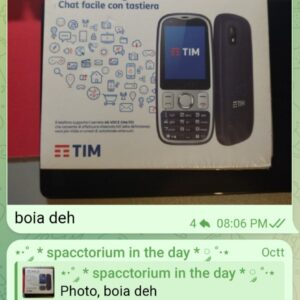 Chat facile con tastiera
TIM
TIM
boia deh
4 08:06 PM
spacctorium in the day
Octt
spacctorium in the day
Photo, boia deh